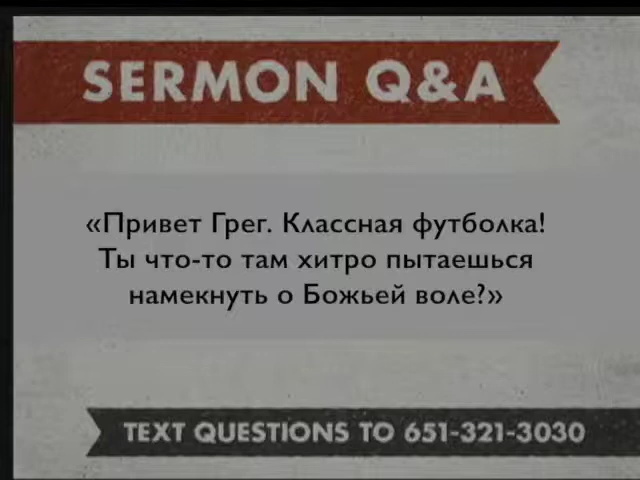 SERMON Q&A
«Привет Грег. Классная футболка!
Ты что-то там хитро пытаешься
намекнуть о Божьей воле?»
TEXT QUESTIONS TO 651-321-3030